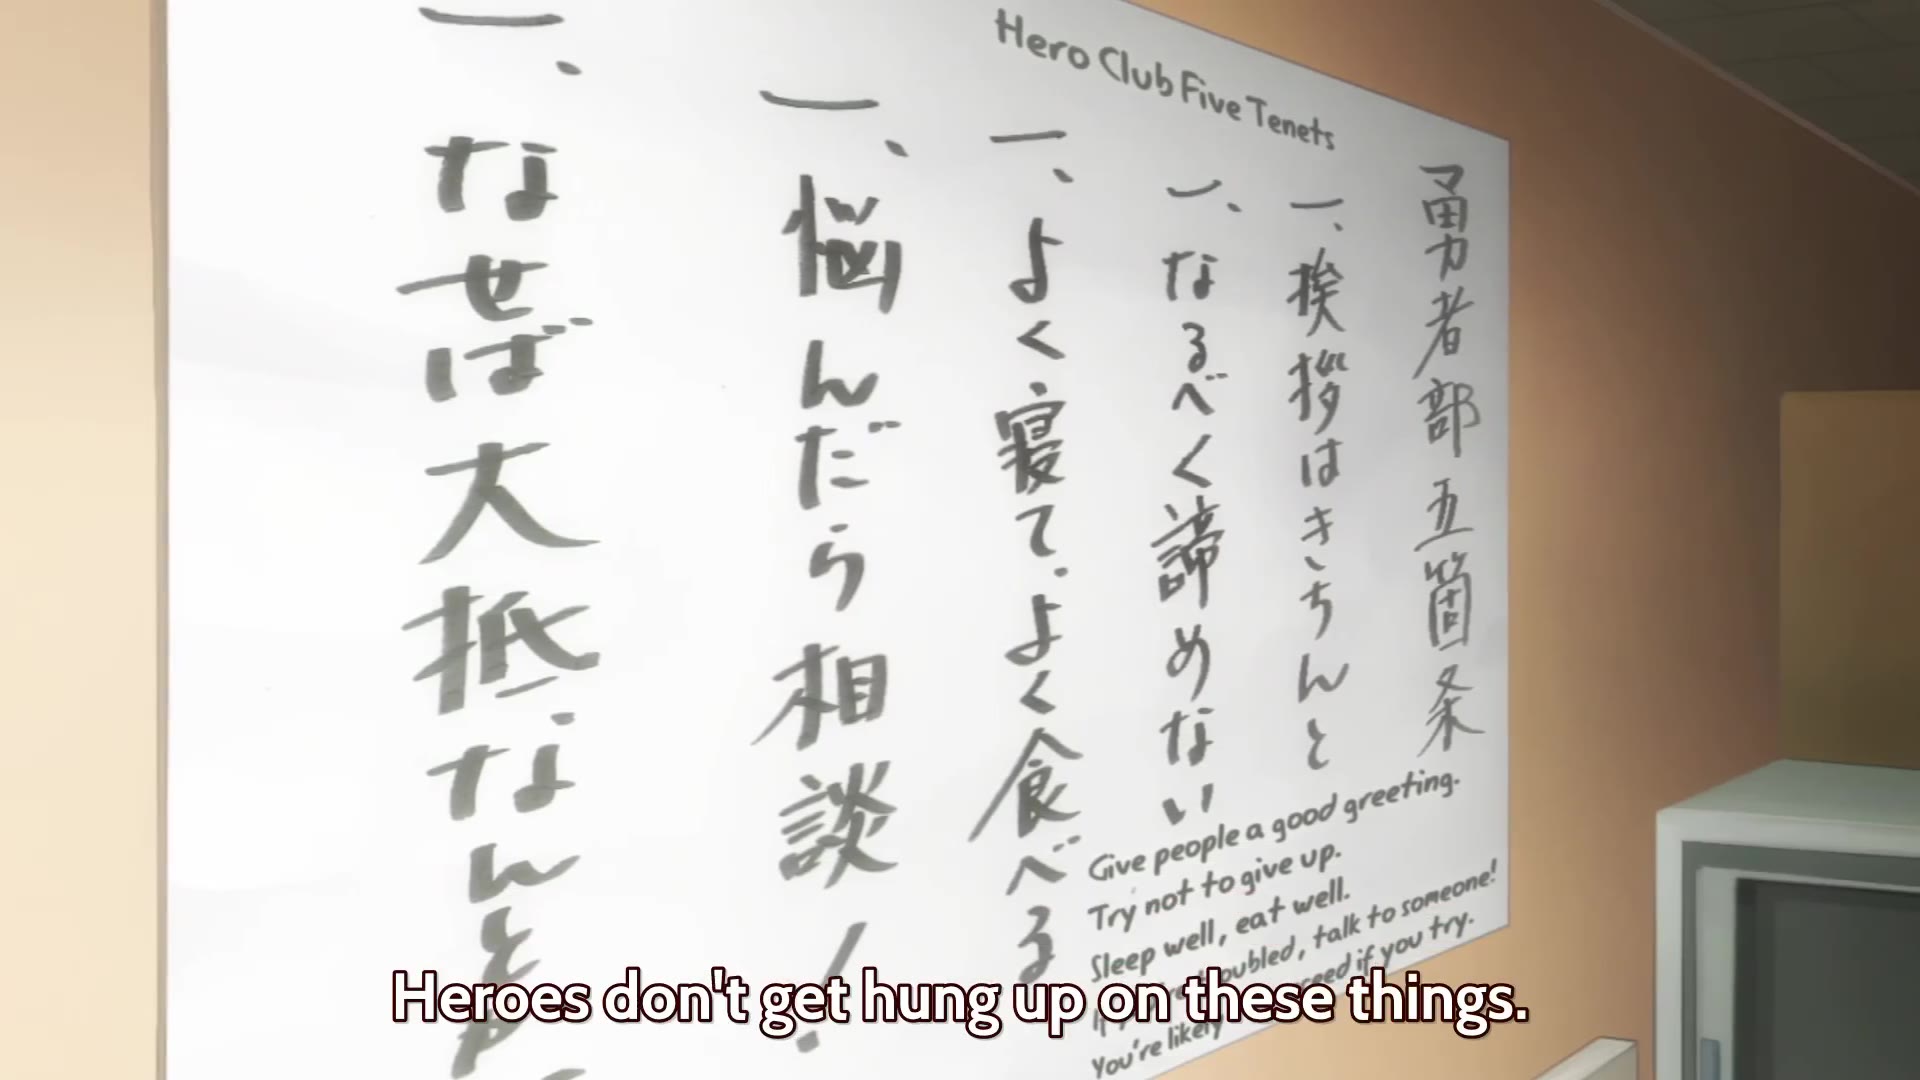 Hero Club Five Tenets
勇者部五箇条
一、挨拶はきちんと
一、なるべく諦めない
一、よく寝て、よく食べる
一、悩んだら相談!
一、なせば大抵なんとか
Give people a good greeting.
Try not to give up.
Sleep well, eat well.
If talk to someone!
You're likely if you try.
Heroes don't get hung up on these things.